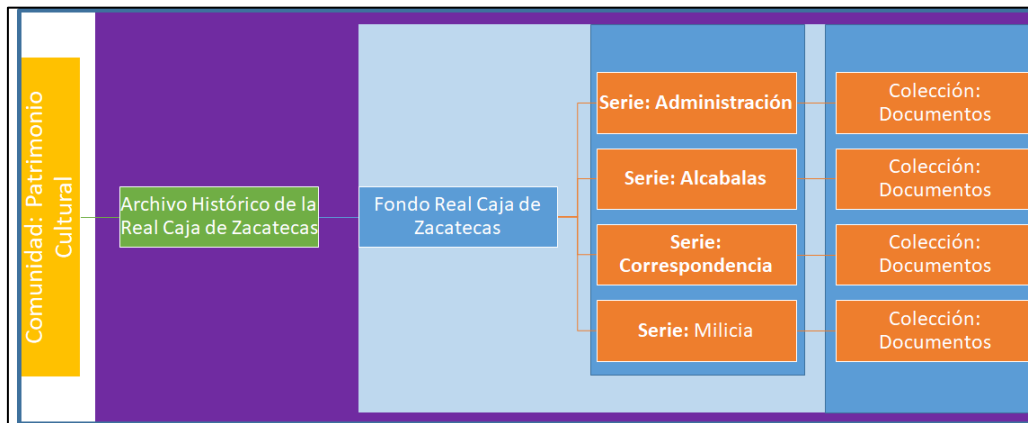 Comunidad: Patrimonio
Cultural
Archivo Histórico de la
Real Caja de Zacatecas
Fondo Real Caja de
Zacatecas
Serie: Administración
Colección:
Documentos
Serie: Alcabalas
Colección:
Documentos
Serie:
Correspondencia
Colección:
Documentos
Serie: Milicia
Colección:
Documentos